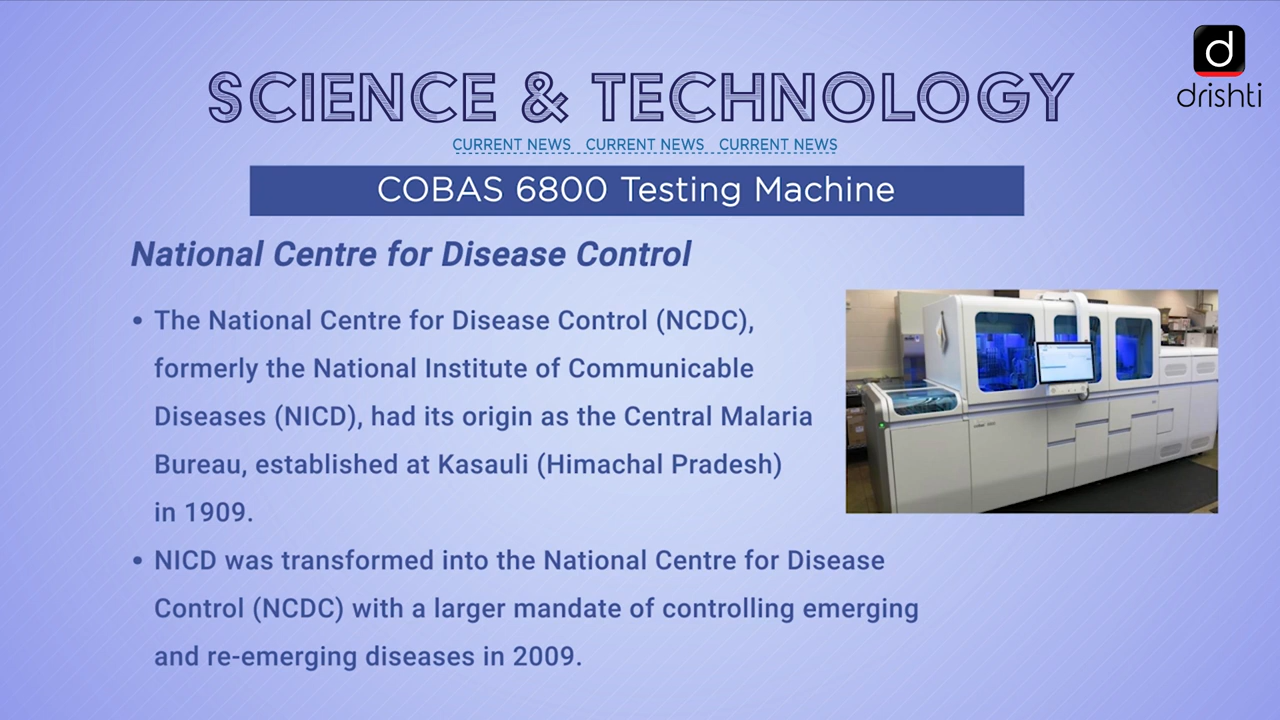 d
drishti
SCIENCE & TECHNOLOGY
CURRENT NEWS CURRENT NEWS CURRENT NEWS
COBAS 6800 Testing Machine
National Centre for Disease Control
• The National Centre for Disease Control (NCDC),
formerly the National Institute of Communicable
Diseases (NICD), had its origin as the Central Malaria
Bureau, established at Kasauli (Himachal Pradesh)
in 1909.
• NICD was transformed into the National Centre for Disease
Control (NCDC) with a larger mandate of controlling emerging
and re-emerging diseases in 2009.